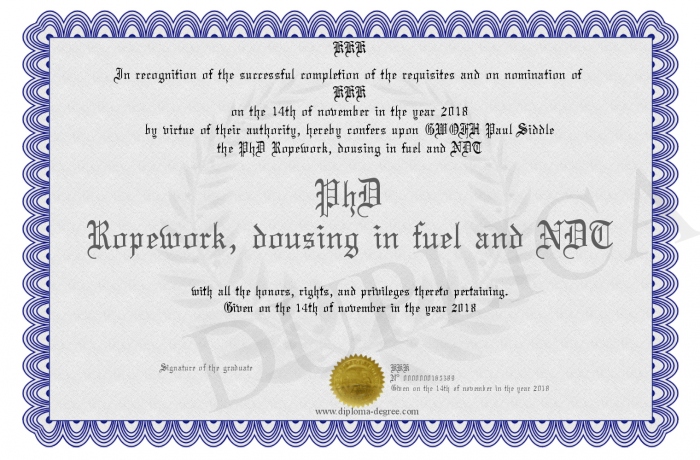 KKK
In recognition of the successful completion of the requisites and on nomination of
KKK
on the 14th of november in the year 2018
by virtue of their authority, hereby confers upon GWOFH Paul Siddle
the PhD Ropework, dousing in fuel and NDT
PhD
Ropework, dousing in fuel and NDT
with all the honors, rights, and privileges thereto pertaining.
Given on the 14th of november in the year 2018
Signature of the graduate
KKK
Given on the 14th of november in the year 2018
www.diploma-degree.com
DUPLICA